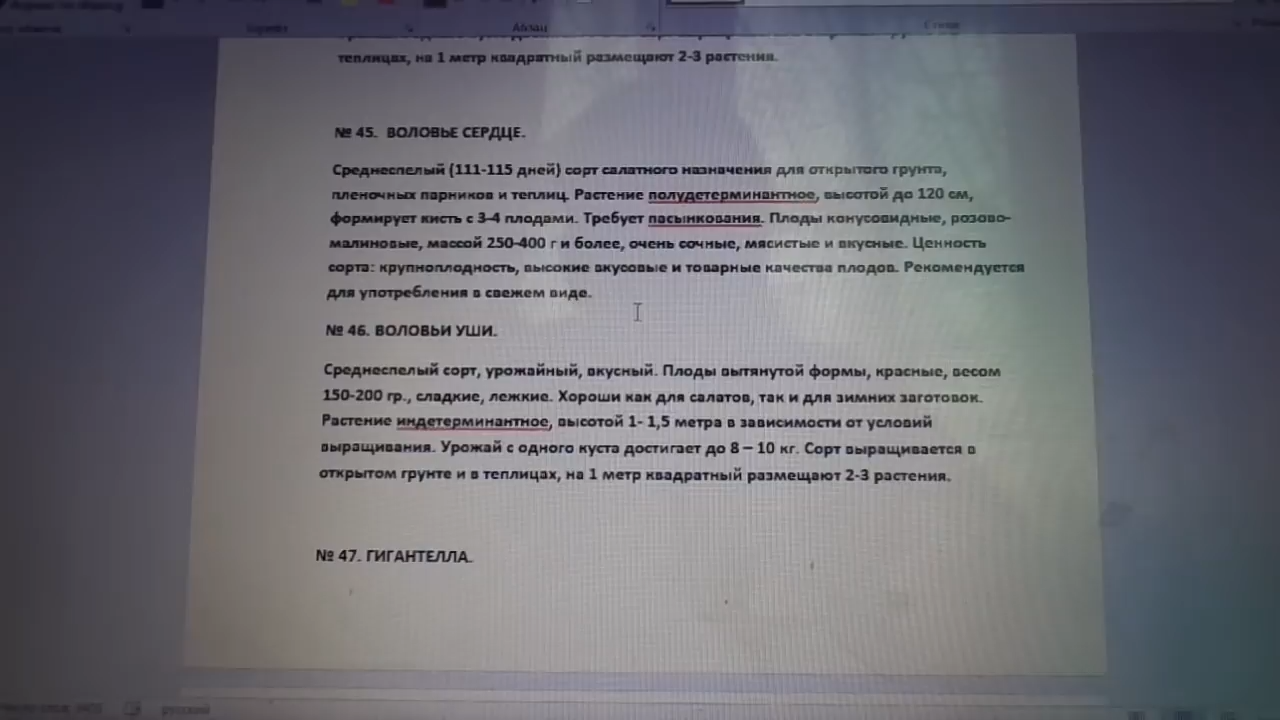 Абзац
теплицах, на 1 метр квадратный размещают 2-3 растения.
№ 45. ВОЛОВЬЕ СЕРДЦЕ.
Среднеспелый (111-115 дней) сорт салатного назначения для открытого грунта,
пленочных парников и теплиц. Растение полудетерминантное, высотой до 120 см,
формирует кисть с 3-4 плодами. Требует пасынкования. Плоды конусовидные, розово-
малиновые, массой 250-400 г и более, очень сочные, мясистые и вкусные. Ценность
сорта: крупноплодность, высокие вкусовые и товарные качества плодов. Рекомендуется
для употребления в свежем виде.
№ 46. ВОЛОВЬИ УШИ.
Среднеспелый сорт, урожайный, вкусный. Плоды вытянутой формы, красные, весом
150-200 гр., сладкие, лежкие. Хороши как для салатов, так и для зимних заготовок.
Растение индетерминантное, высотой 1- 1,5 метра в зависимости от условий
выращивания. Урожай с одного куста достигает до 8 – 10 кг. Сорт выращивается в
открытом грунте и в теплицах, на 1 метр квадратный размещают 2-3 растения.
№ 47. ГИГАНТЕЛЛА.
русский